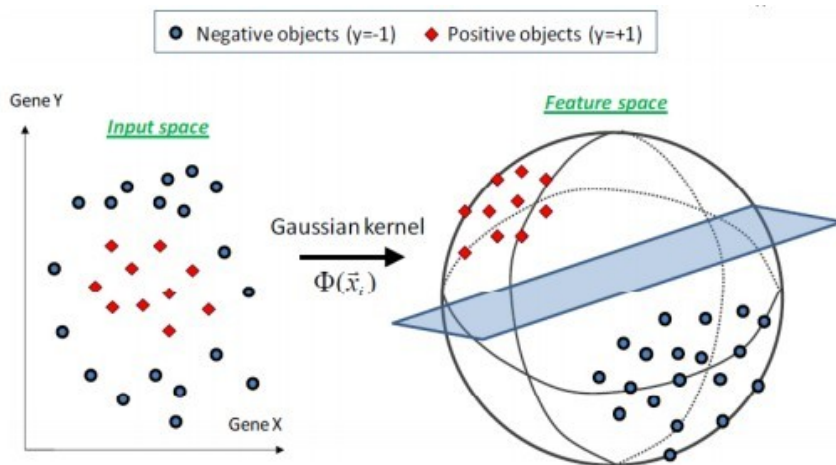 Negative objects (y=-1) Positive objects (y=+1)
Gene Y
Input space
Feature space
Gaussian kernel
Φ(x⃗ᵢ)
Gene X